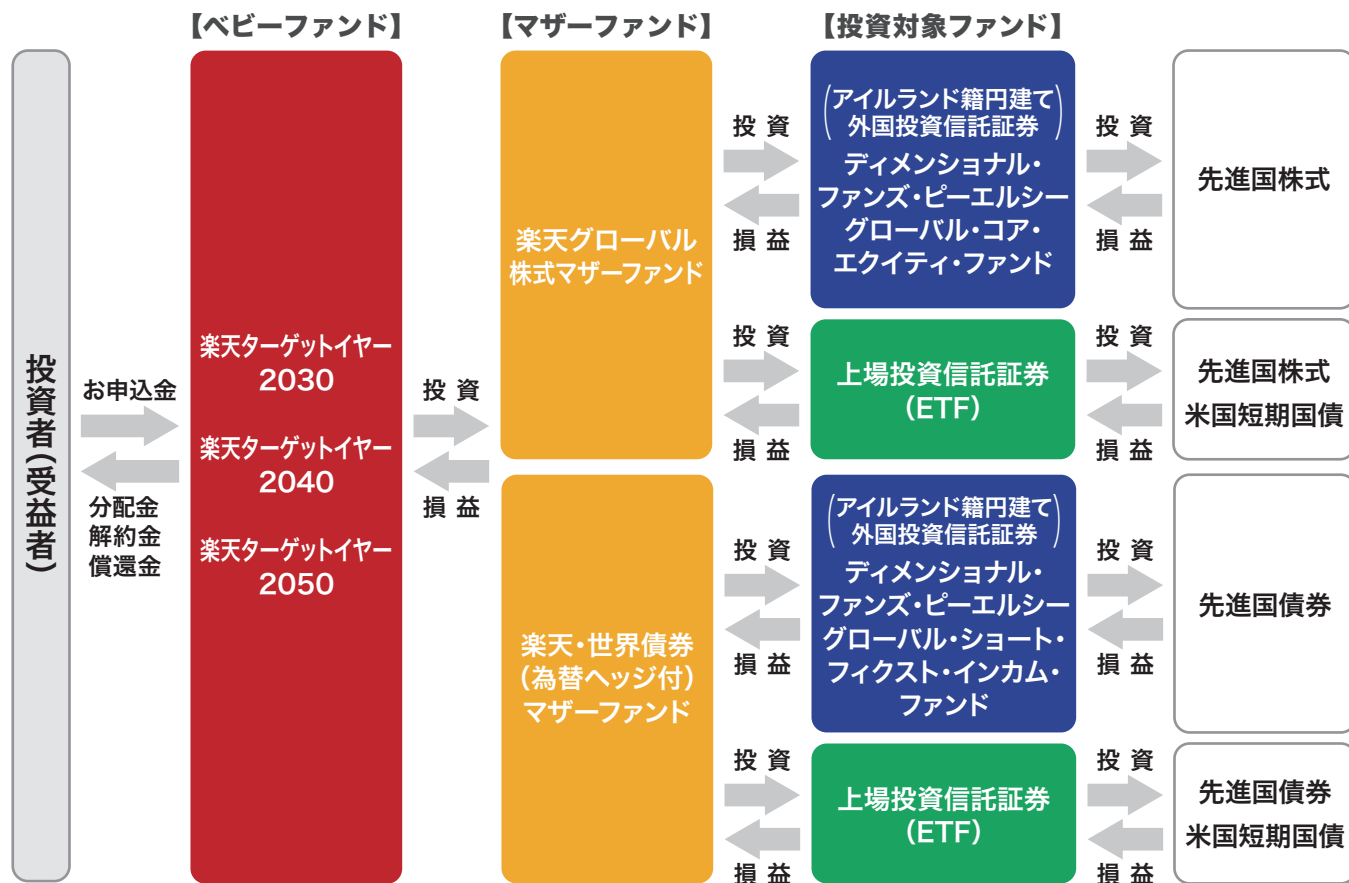 【ベビーファンド】
【マザーファンド】
【投資対象ファンド】
投資者(受益者)
お申込金
分配金
解約金
償還金
楽天ターゲットイヤー
2030
楽天ターゲットイヤー
2040
楽天ターゲットイヤー
2050
投資
損益
楽天グローバル
株式マザーファンド
投資
損益
(アイルランド籍円建て
外国投資信託証券)
ディメンショナル・
ファンズ・ピーエルシー
グローバル・コア・
エクイティ・ファンド
投資
損益
先進国株式
投資
損益
上場投資信託証券
(ETF)
投資
損益
先進国株式
米国短期国債
楽天・世界債券
(為替ヘッジ付)
マザーファンド
投資
損益
(アイルランド籍円建て
外国投資信託証券)
ディメンショナル・
ファンズ・ピーエルシー
グローバル・ショート・
フィクスト・インカム・
ファンド
投資
損益
先進国債券
投資
損益
上場投資信託証券
(ETF)
投資
損益
先進国債券
米国短期国債